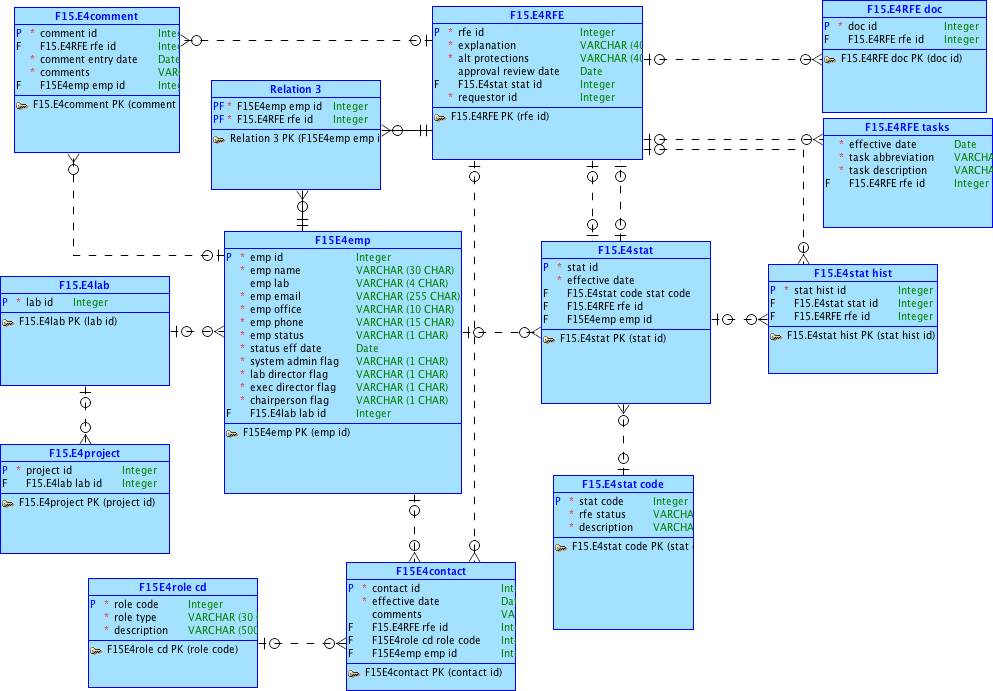 F15.E4comment
P * comment id Inte
F F15.E4RFE rfe id Inte
* comment entry date Date
* comments VAR
F F15E4emp emp id Inte
F15.E4comment PK (comment
F15.E4RFE
P * rfe id Integer
* explanation VARCHAR (40
* alt protections VARCHAR (40
approval review date Date
F F15.E4stat stat id Integer
* requestor id Integer
F15.E4RFE PK (rfe id)
F15.E4RFE doc
P * doc id Integer
F F15.E4RFE rfe id Integer
F15.E4RFE doc PK (doc id)
Relation 3
PF * F15E4emp emp id Integer
PF * F15.E4RFE rfe id Integer
Relation 3 PK (F15E4emp emp i
F15.E4RFE tasks
* effective date Date
* task abbreviation VARCHA
* task description VARCHA
F F15.E4RFE rfe id Integer
F15E4emp
P * emp id Integer
* emp name VARCHAR (30 CHAR)
emp lab VARCHAR (4 CHAR)
* emp email VARCHAR (255 CHAR)
* emp office VARCHAR (10 CHAR)
* emp phone VARCHAR (15 CHAR)
* emp status VARCHAR (1 CHAR)
* status eff date Date
* system admin flag VARCHAR (1 CHAR)
* lab director flag VARCHAR (1 CHAR)
* exec director flag VARCHAR (1 CHAR)
* chairperson flag VARCHAR (1 CHAR)
F F15.E4lab lab id Integer
F15E4emp PK (emp id)
F15.E4stat
P * stat id
* effective date
F F15.E4stat code stat code
F F15.E4RFE rfe id
F F15E4emp emp id
F15.E4stat PK (stat id)
F15.E4stat hist
P * stat hist id Integer
F F15.E4stat stat id Integer
F F15.E4RFE rfe id Integer
F15.E4stat hist PK (stat hist id)
F15.E4lab
P * lab id Integer
F15.E4lab PK (lab id)
F15.E4project
P * project id Integer
F F15.E4lab lab id Integer
F15.E4project PK (project id)
F15.E4stat code
P * stat code Integer
* rfe status VARCHA
* description VARCHA
F15.E4stat code PK (stat
F15E4role cd
P * role code Integer
* role type VARCHAR (30
* description VARCHAR (500
F15E4role cd PK (role code)
F15E4contact
P * contact id Int
* effective date Da
comments VA
F F15.E4RFE rfe id Int
F F15E4role cd role code Int
F F15E4emp emp id Int
F15E4contact PK (contact id)